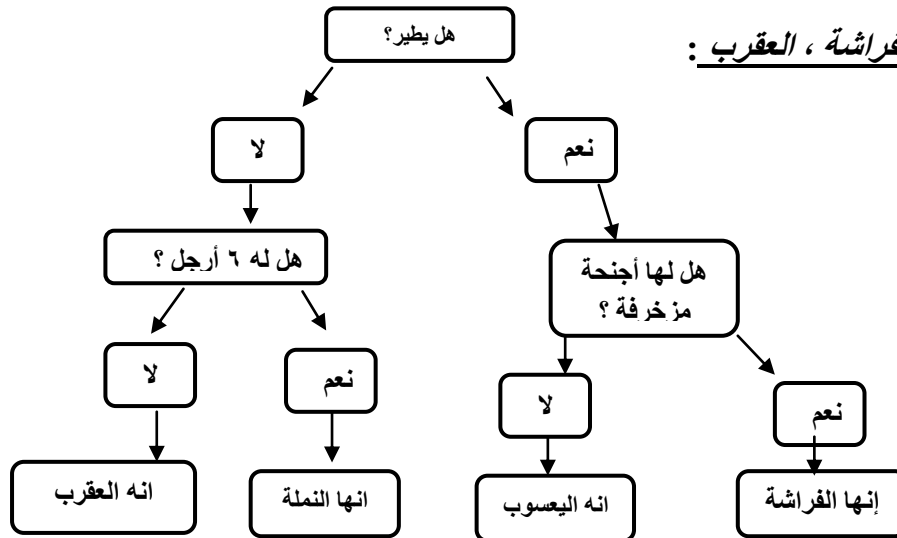 فراشة ، العقرب :
هل يطير؟
نعم
لا
هل لها أجنحة
مزخرفة ؟
هل له ٦ أرجل ؟
نعم
لا
نعم
لا
إنها الفراشة
انه اليعسوب
انها النملة
انه العقرب